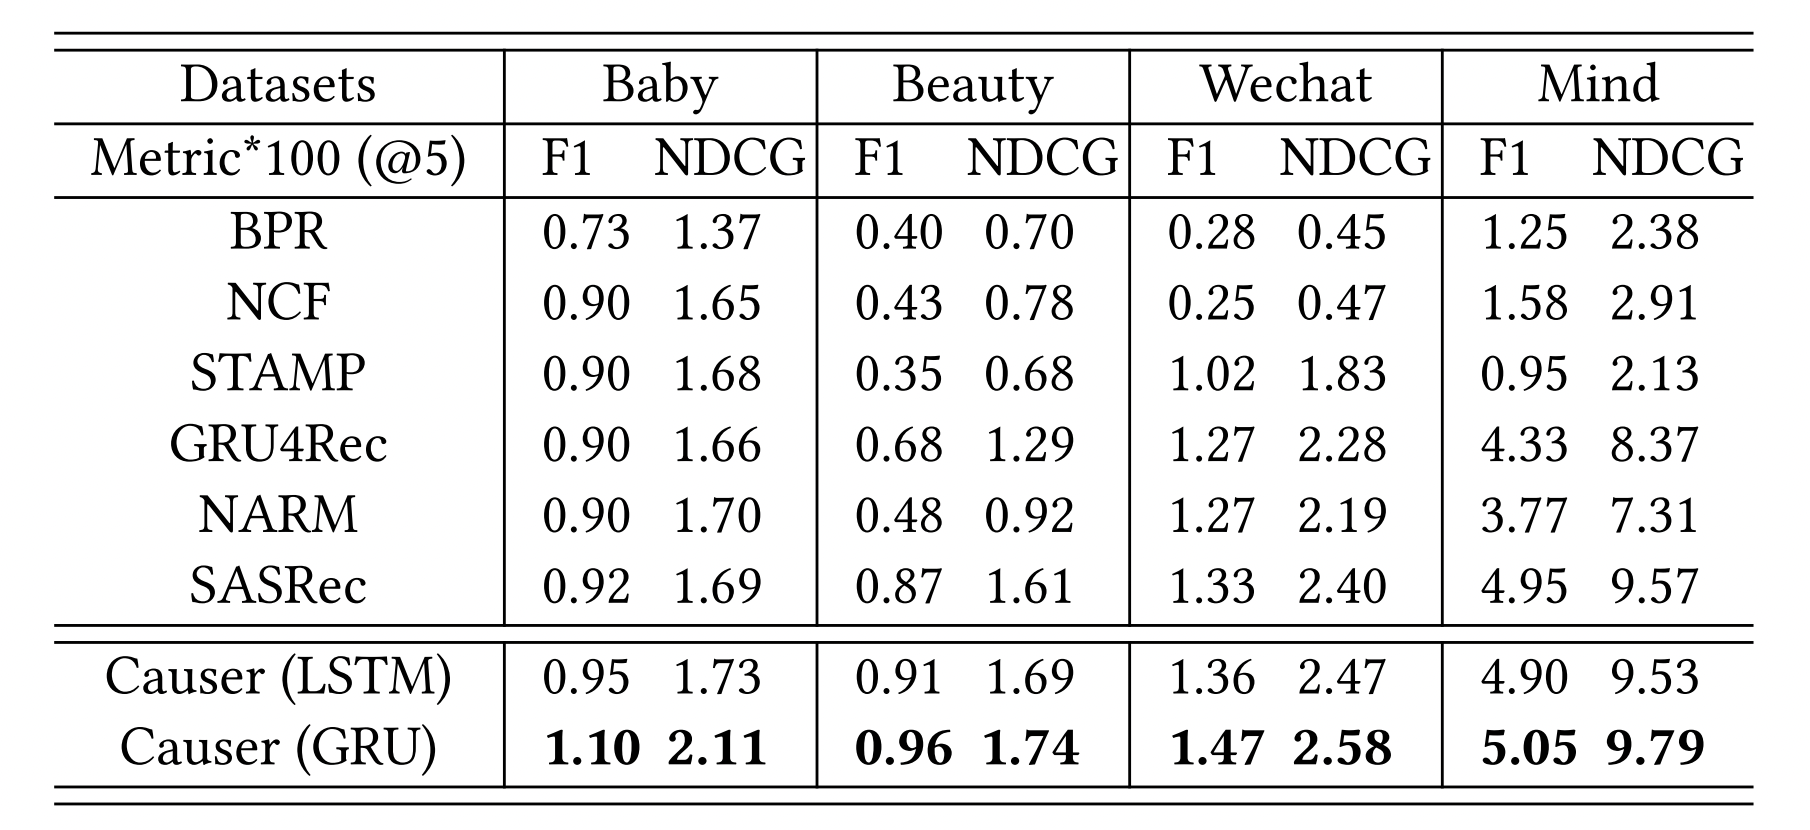 Datasets Baby Beauty Wechat Mind
Metric*100 (@5) F1 NDCG F1 NDCG F1 NDCG F1 NDCG
BPR 0.73 1.37 0.40 0.70 0.28 0.45 1.25 2.38
NCF 0.90 1.65 0.43 0.78 0.25 0.47 1.58 2.91
STAMP 0.90 1.68 0.35 0.68 1.02 1.83 0.95 2.13
GRU4Rec 0.90 1.66 0.68 1.29 1.27 2.28 4.33 8.37
NARM 0.90 1.70 0.48 0.92 1.27 2.19 3.77 7.31
SASRec 0.92 1.69 0.87 1.61 1.33 2.40 4.95 9.57
Causer (LSTM) 0.95 1.73 0.91 1.69 1.36 2.47 4.90 9.53
Causer (GRU) 1.10 2.11 0.96 1.74 1.47 2.58 5.05 9.79